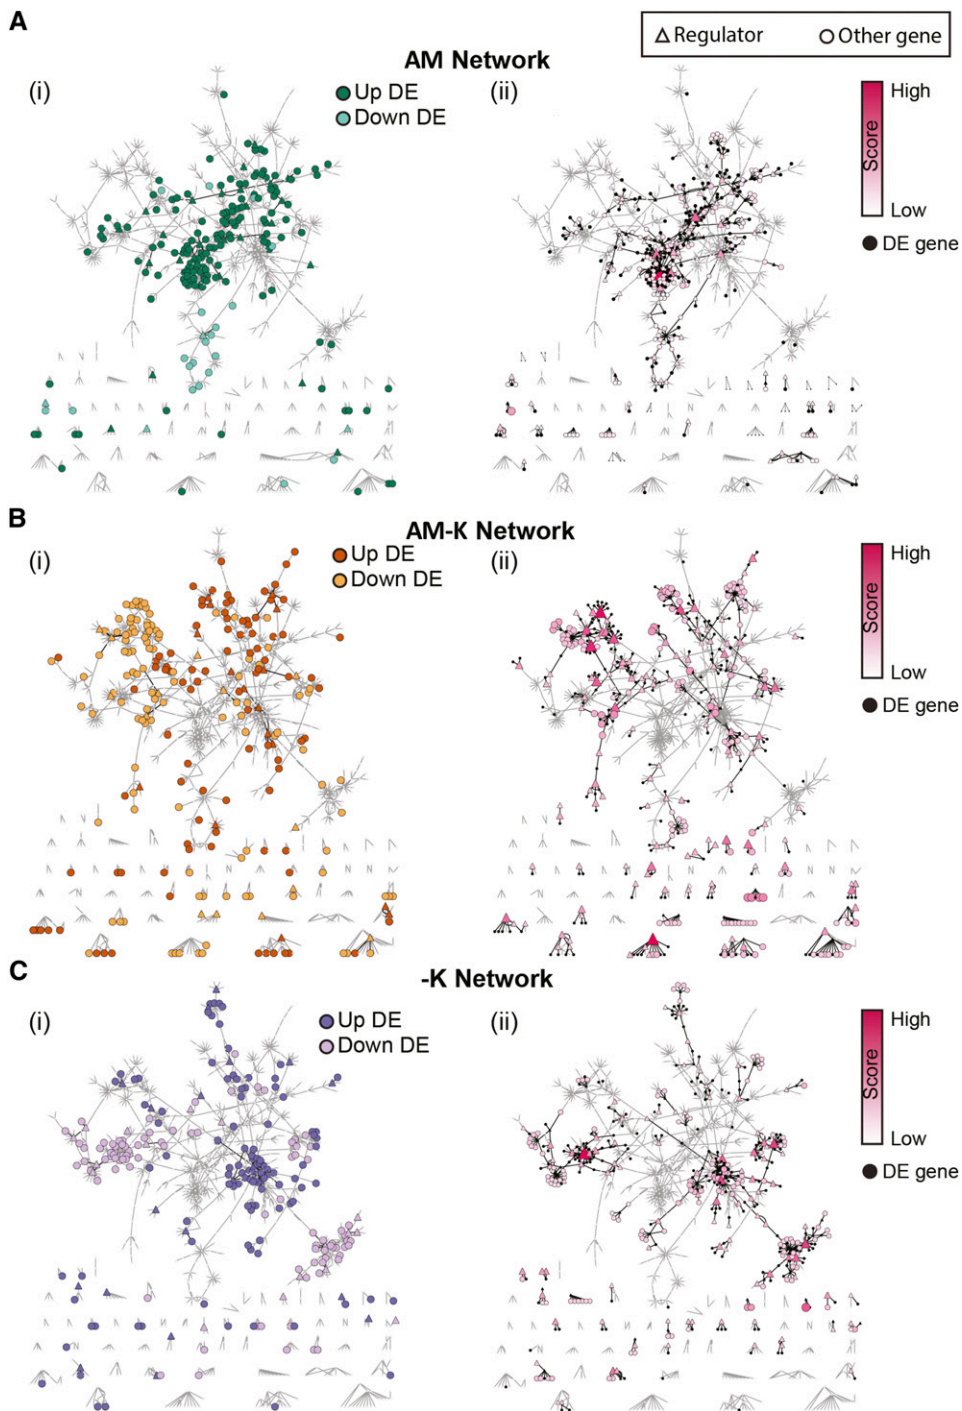 A
△ Regulator ○ Other gene
AM Network
(i)
Up DE
Down DE
(ii)
High
Score
Low
DE gene
B
AM-K Network
(i)
Up DE
Down DE
(ii)
High
Score
Low
DE gene
C
-K Network
(i)
Up DE
Down DE
(ii)
High
Score
Low
DE gene